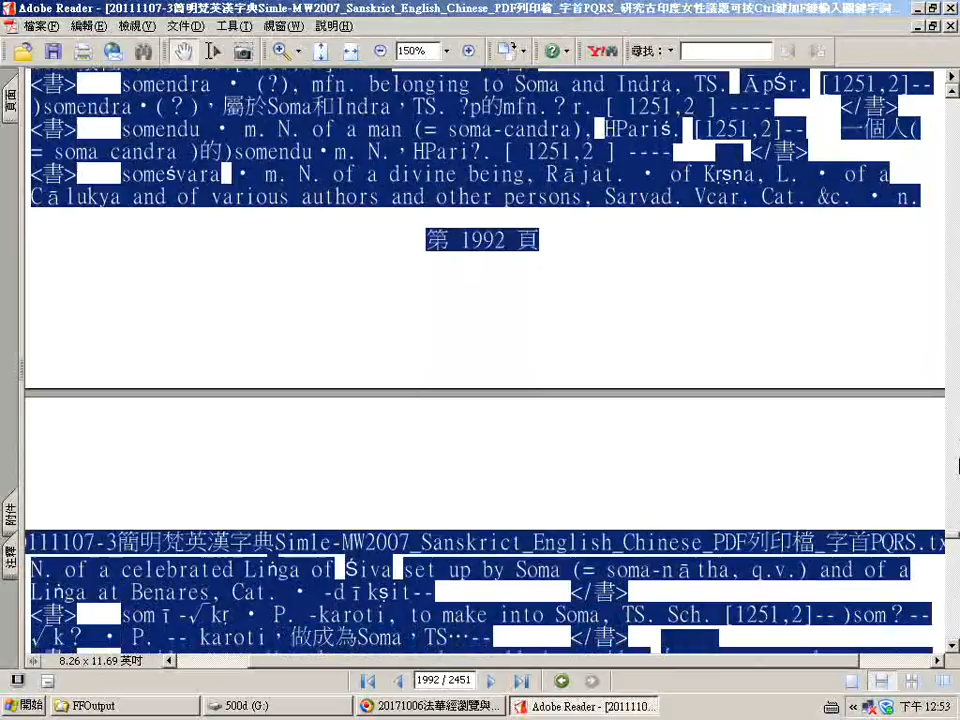 Adobe Reader - [20111107-3簡明梵英漢字典Simle-MW2007_Sanskrict_English_Chinese_PDF列印檔_字首PQRS_研究古印度女性議題可按Ctrl鍵加F鍵輸入關鍵字詞...
檔案(F) 編輯(E) 檢視(V) 文件(D) 工具(T) 視窗(W) 說明(H)
150% Y! 尋找：
頁面
<書> somendra ‧ (?), mfn. belonging to Soma and Indra, TS. ĀpŚr. [1251,2]--
)somendra‧(?)，屬於Soma和Indra，TS. ?p的mfn.？r. [ 1251,2 ] ---- </書>
<書> somendu ‧ m. N. of a man (= soma-candra), HPariś. [1251,2]-- 一個人(
= soma candra )的)somendu‧m. N.，HPari?. [ 1251,2 ] ---- </書>
<書> someśvara ‧ m. N. of a divine being, Rājat. ‧ of Kṛṣṇa, L. ‧ of a
Cālukya and of various authors and other persons, Sarvad. Vcar. Cat. &c. ‧ n.
第 1992 頁
附件
註釋
111107-3簡明梵英漢字典Simle-MW2007_Sanskrict_English_Chinese_PDF列印檔_字首PQRS.tx
N. of a celebrated Liṅga of Śiva set up by Soma (= soma-nātha, q.v.) and of a
Liṅga at Benares, Cat. ‧ -dīkṣit-- </書>
<書> somī-√kṛ ‧ P. -karoti, to make into Soma, TS. Sch. [1251,2]-- )som？--
√k？ ‧ P. -- karoti，做成為Soma，TS…-- </書>
8.26 x 11.69 英吋
1992 / 2451
開始 FFOutput 500d (G:) 20171006法華經瀏覽與... Adobe Reader - [2011110... 下午 12:53